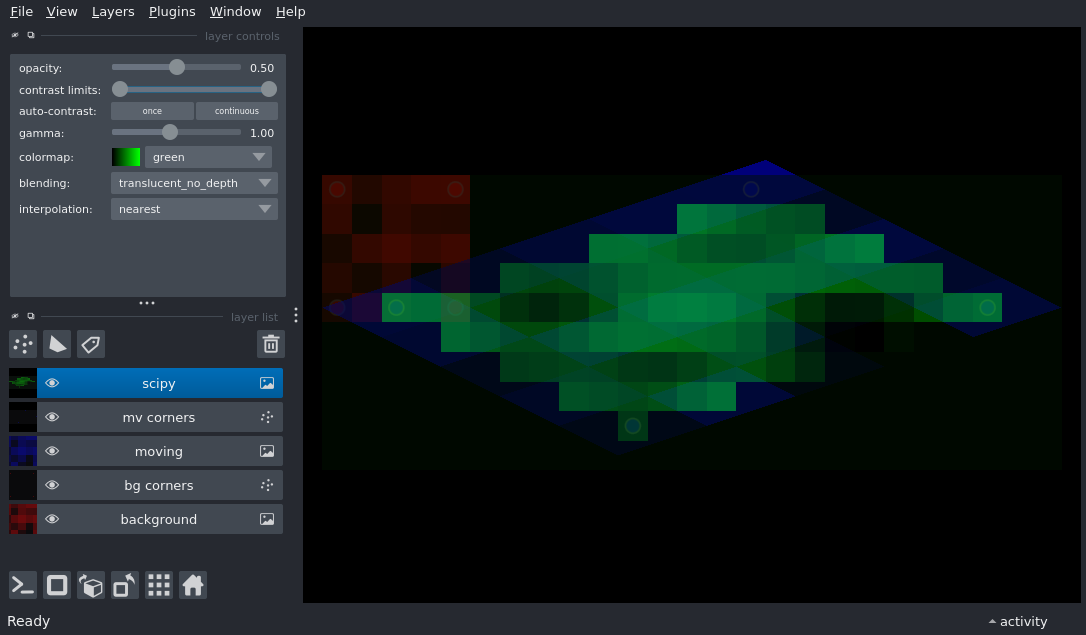 File View Layers Plugins Window Help
layer controls
opacity: 0.50
contrast limits:
auto-contrast: once continuous
gamma: 1.00
colormap: green
blending: translucent_no_depth
interpolation: nearest
layer list
scipy
mv corners
moving
bg corners
background
Ready activity